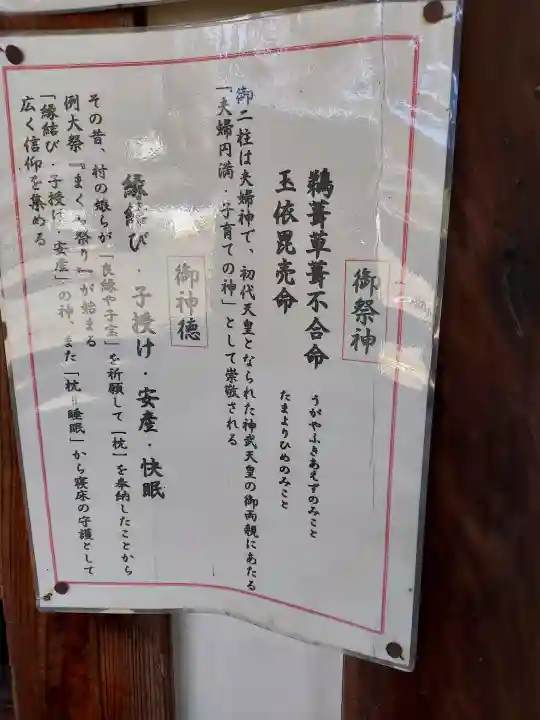 御祭神
鵜葺草葺不合命 うがやふきあえずのみこと
玉依毘売命 たまよりひめのみこと
御二柱は夫婦神で、初代天皇となられた神武天皇の御両親にあたる
『夫婦円満・子育ての神』として崇敬される
御神徳
縁結び・子授け・安産・快眠
その昔、村の娘らが「良縁や子宝」を祈願して「枕」を奉納したことから
例大祭『まくら祭り』が始まる
「縁結び・子授け・安産」の神、また「枕=睡眠」から寝床の守護として
広く信仰を集める